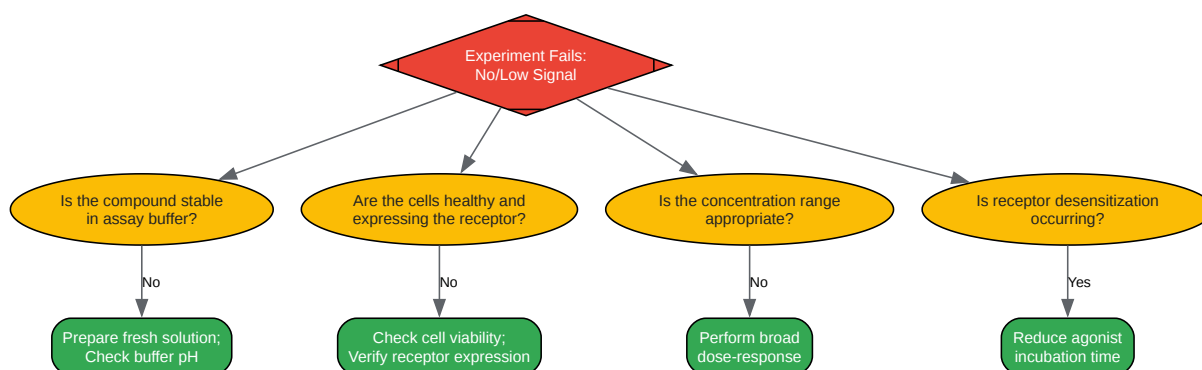 Experiment Fails:
No/Low Signal
Is the compound stable
in assay buffer?
Are the cells healthy and
expressing the receptor?
Is the concentration range
appropriate?
Is receptor desensitization
occurring?
No
No
No
Yes
Prepare fresh solution;
Check buffer pH
Check cell viability;
Verify receptor expression
Perform broad
dose-response
Reduce agonist
incubation time